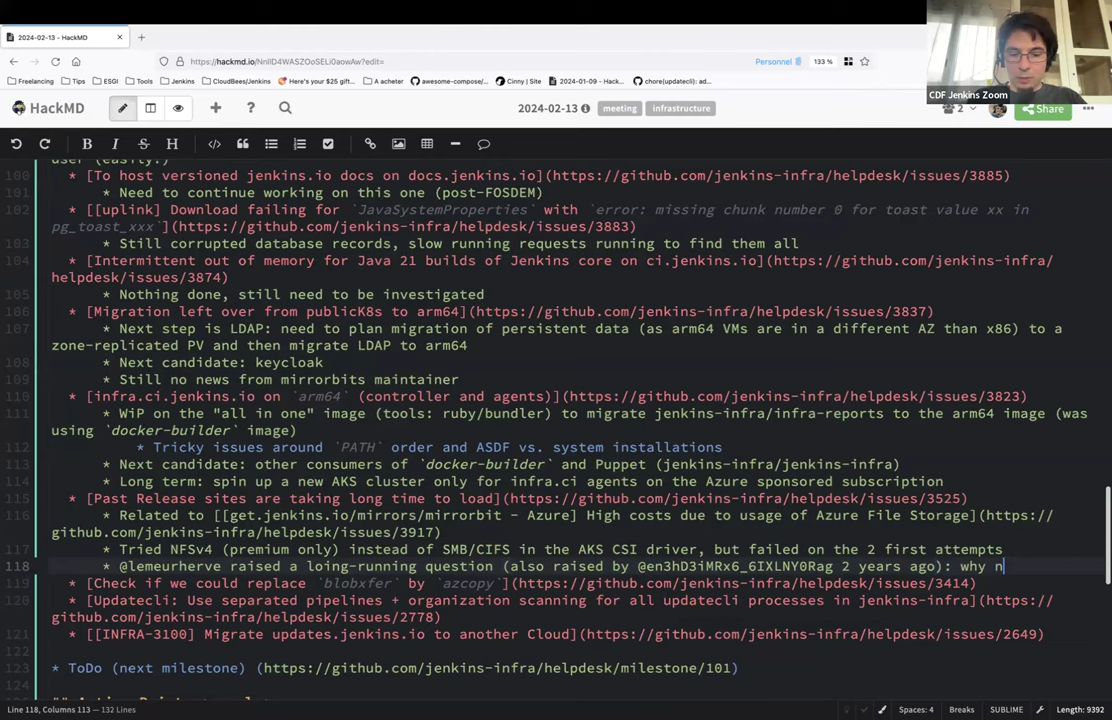 2024-02-13 - HackMD
https://hackmd.io/NnllD4WASZOoSELi0aowAw?edit=
Personnel
133 %
Freelancing
Tips
ESGI
Tools
Jenkins
CloudBees/Jenkins
Here's your $25 gift...
A acheter
awesome-compose/...
Cinny | Site
2024-01-09 - HackMD
chore(updatecli): ad...
CDF Jenkins Zoom
HackMD
2024-02-13
meeting
infrastructure
2
Share
user (easily?)
100 * [To host versioned jenkins.io docs on docs.jenkins.io](https://github.com/jenkins-infra/helpdesk/issues/3885)
101 * Need to continue working on this one (post-FOSDEM)
102 * [[uplink] Download failing for `JavaSystemProperties` with `error: missing chunk number 0 for toast value xx in
pg_toast_xxx`](https://github.com/jenkins-infra/helpdesk/issues/3883)
103 * Still corrupted database records, slow running requests running to find them all
104 * [Intermittent out of memory for Java 21 builds of Jenkins core on ci.jenkins.io](https://github.com/jenkins-infra/
helpdesk/issues/3874)
105 * Nothing done, still need to be investigated
106 * [Migration left over from publicK8s to arm64](https://github.com/jenkins-infra/helpdesk/issues/3837)
107 * Next step is LDAP: need to plan migration of persistent data (as arm64 VMs are in a different AZ than x86) to a
zone-replicated PV and then migrate LDAP to arm64
108 * Next candidate: keycloak
109 * Still no news from mirrorbits maintainer
110 * [infra.ci.jenkins.io on `arm64` (controller and agents)](https://github.com/jenkins-infra/helpdesk/issues/3823)
111 * WiP on the "all in one" image (tools: ruby/bundler) to migrate jenkins-infra/infra-reports to the arm64 image (was
using `docker-builder` image)
112 * Tricky issues around `PATH` order and ASDF vs. system installations
113 * Next candidate: other consumers of `docker-builder` and Puppet (jenkins-infra/jenkins-infra)
114 * Long term: spin up a new AKS cluster only for infra.ci agents on the Azure sponsored subscription
115 * [Past Release sites are taking long time to load](https://github.com/jenkins-infra/helpdesk/issues/3525)
116 * Related to [[get.jenkins.io/mirrors/mirrorbit - Azure] High costs due to usage of Azure File Storage](https://
github.com/jenkins-infra/helpdesk/issues/3917)
117 * Tried NFSv4 (premium only) instead of SMB/CIFS in the AKS CSI driver, but failed on the 2 first attempts
118 * @lemeurherve raised a loing-running question (also raised by @en3hD3iMRx6_6IXLNY0Rag 2 years ago): why n
119 * [Check if we could replace `blobxfer` by `azcopy`](https://github.com/jenkins-infra/helpdesk/issues/3414)
120 * [Updatecli: Use separated pipelines + organization scanning for all updatecli processes in jenkins-infra](https://
github.com/jenkins-infra/helpdesk/issues/2778)
121 * [[INFRA-3100] Migrate updates.jenkins.io to another Cloud](https://github.com/jenkins-infra/helpdesk/issues/2649)
122
123 * ToDo (next milestone) (https://github.com/jenkins-infra/helpdesk/milestone/101)
124
Line 118, Columns 113 — 132 Lines
Spaces: 4
Breaks
SUBLIME
Length: 9392